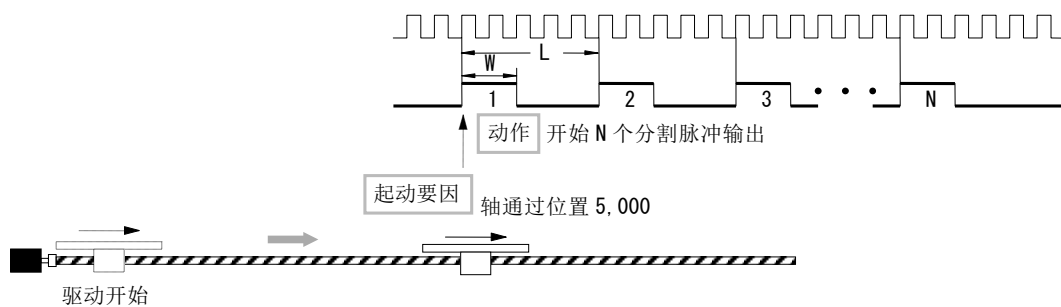 L
W
1 2 3 • • • N
动作 开始 N 个分割脉冲输出
起动要因 轴通过位置 5,000
驱动开始